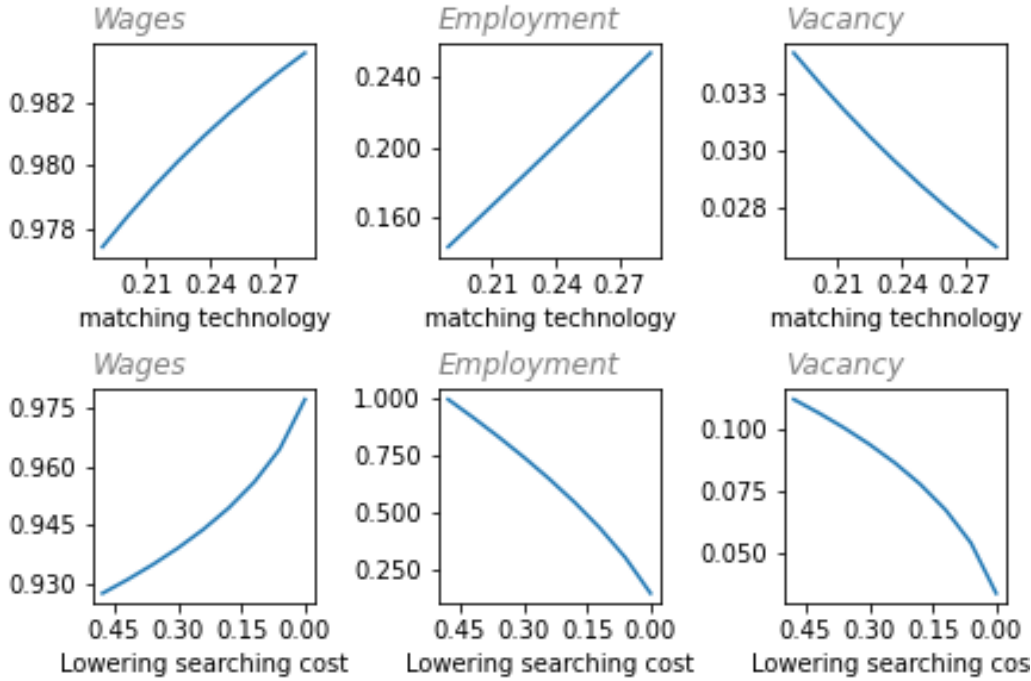 Wages Employment Vacancy
0.982 0.240 0.033
0.980 0.200 0.030
0.978 0.160 0.028
0.21 0.24 0.27 0.21 0.24 0.27 0.21 0.24 0.27
matching technology matching technology matching technology
Wages Employment Vacancy
0.975 1.000 0.100
0.960 0.750 0.075
0.945 0.500 0.050
0.930 0.250
0.45 0.30 0.15 0.00 0.45 0.30 0.15 0.00 0.45 0.30 0.15 0.00
Lowering searching cost Lowering searching cost Lowering searching cos